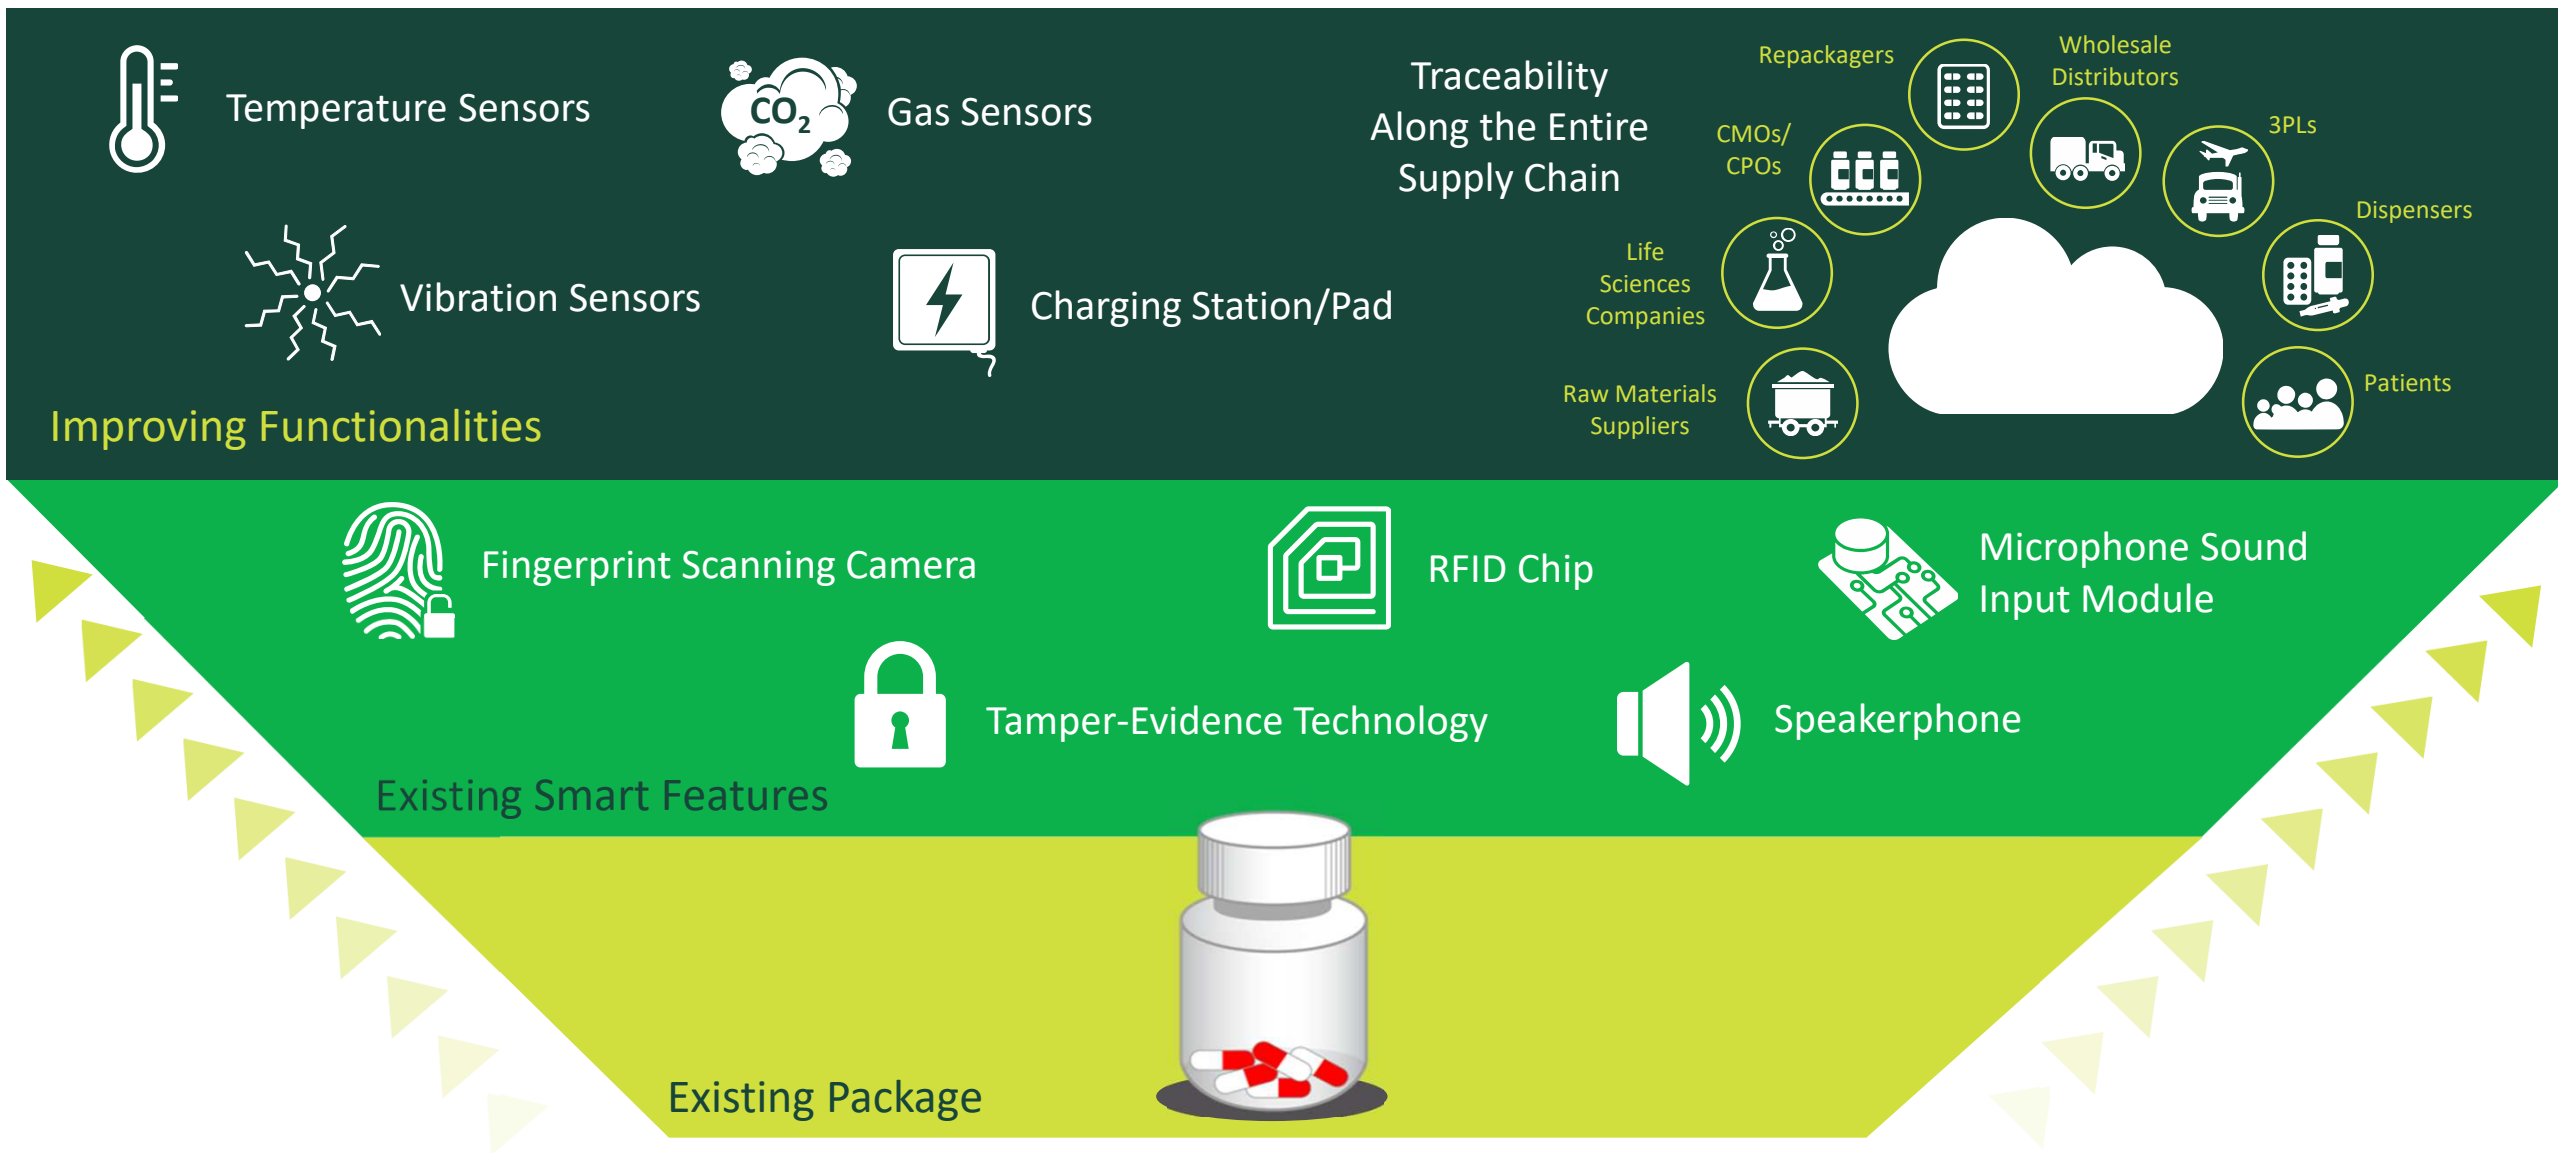 Temperature Sensors
CO2
Gas Sensors
Vibration Sensors
Charging Station/Pad
Traceability
Along the Entire
Supply Chain
Raw Materials
Suppliers
Life
Sciences
Companies
CMOs/
CPOs
Repackagers
Wholesale
Distributors
3PLs
Dispensers
Patients
Improving Functionalities
Fingerprint Scanning Camera
RFID Chip
Microphone Sound
Input Module
Tamper-Evidence Technology
Speakerphone
Existing Smart Features
Existing Package